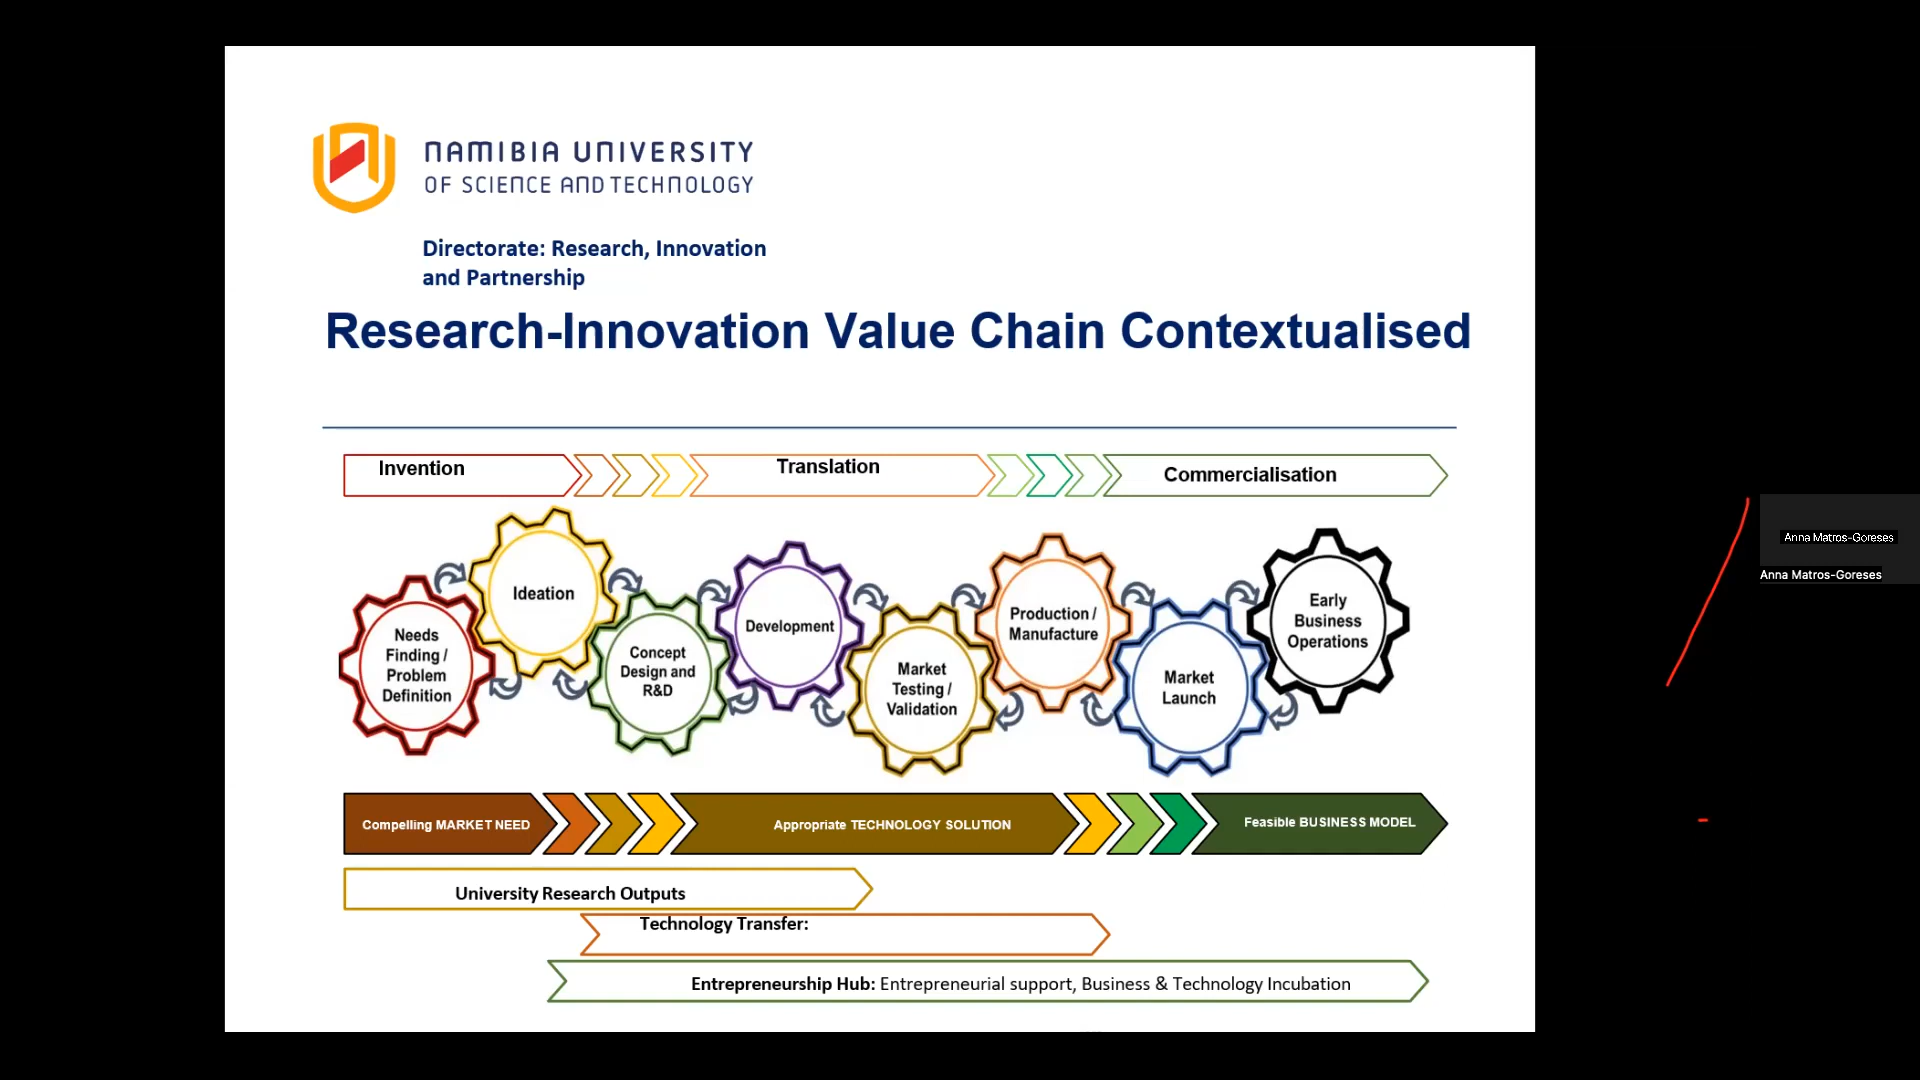 NAMIBIA UNIVERSITY
OF SCIENCE AND TECHNOLOGY
Directorate: Research, Innovation
and Partnership
Research-Innovation Value Chain Contextualised
Invention
Translation
Commercialisation
Needs
Finding /
Problem
Definition
Ideation
Concept
Design and
R&D
Development
Market
Testing /
Validation
Production /
Manufacture
Market
Launch
Early
Business
Operations
Compelling MARKET NEED
Appropriate TECHNOLOGY SOLUTION
Feasible BUSINESS MODEL
University Research Outputs
Technology Transfer:
Entrepreneurship Hub: Entrepreneurial support, Business & Technology Incubation
Anna Matros-Goreses
Anna Matros-Goreses